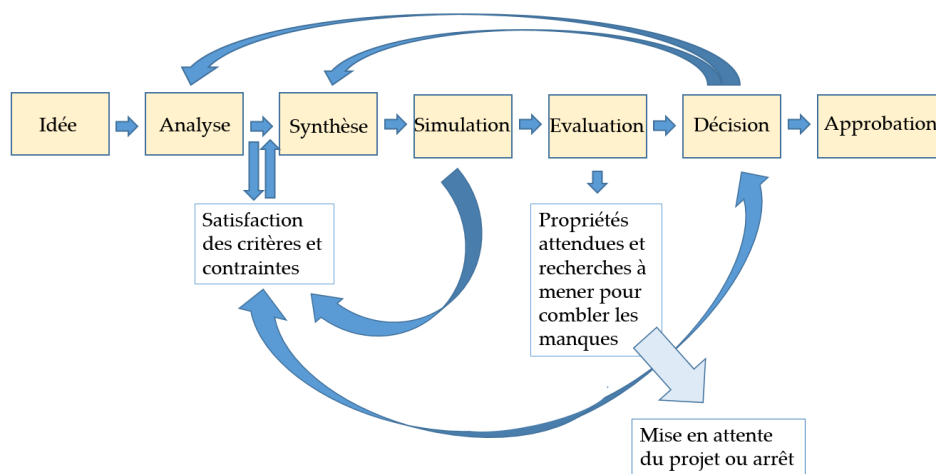 Idée
Analyse
Synthèse
Simulation
Evaluation
Décision
Approbation
Satisfaction
des critères et
contraintes
Propriétés
attendues et
recherches à
mener pour
combler les
manques
Mise en attente
du projet ou arrêt